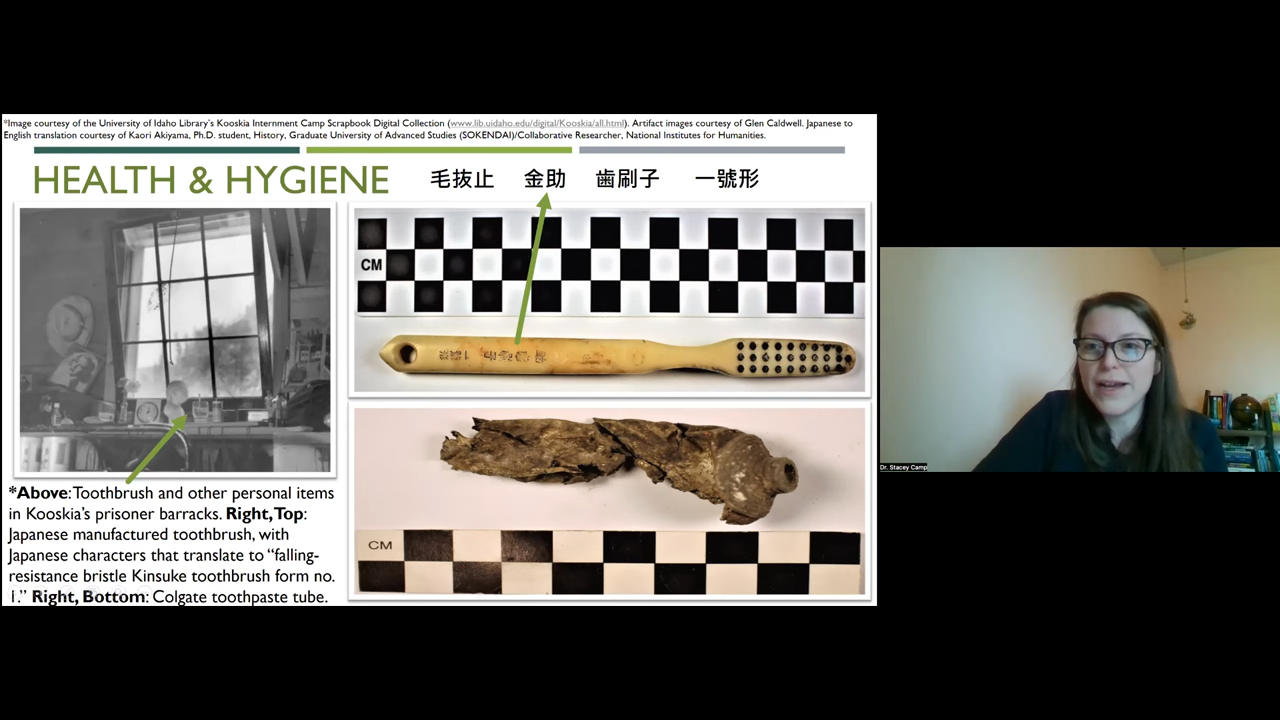 *Image courtesy of the University of Idaho Library's Kooskia Internment Camp Scrapbook Digital Collection (www.lib.uidaho.edu/digital/Kooskia/all.html). Artifact images courtesy of Glen Caldwell. Japanese to
English translation courtesy of Kaori Akiyama, Ph.D. student, History, Graduate University of Advanced Studies (SOKENDAI)/Collaborative Researcher, National Institutes for Humanities.
HEALTH & HYGIENE 毛抜止 金助 歯刷子 一號形
CM
CM
*Above: Toothbrush and other personal items
in Kooskia's prisoner barracks. Right, Top:
Japanese manufactured toothbrush, with
Japanese characters that translate to “falling-
resistance bristle Kinsuke toothbrush form no.
1.” Right, Bottom: Colgate toothpaste tube.
Dr. Stacey Camp